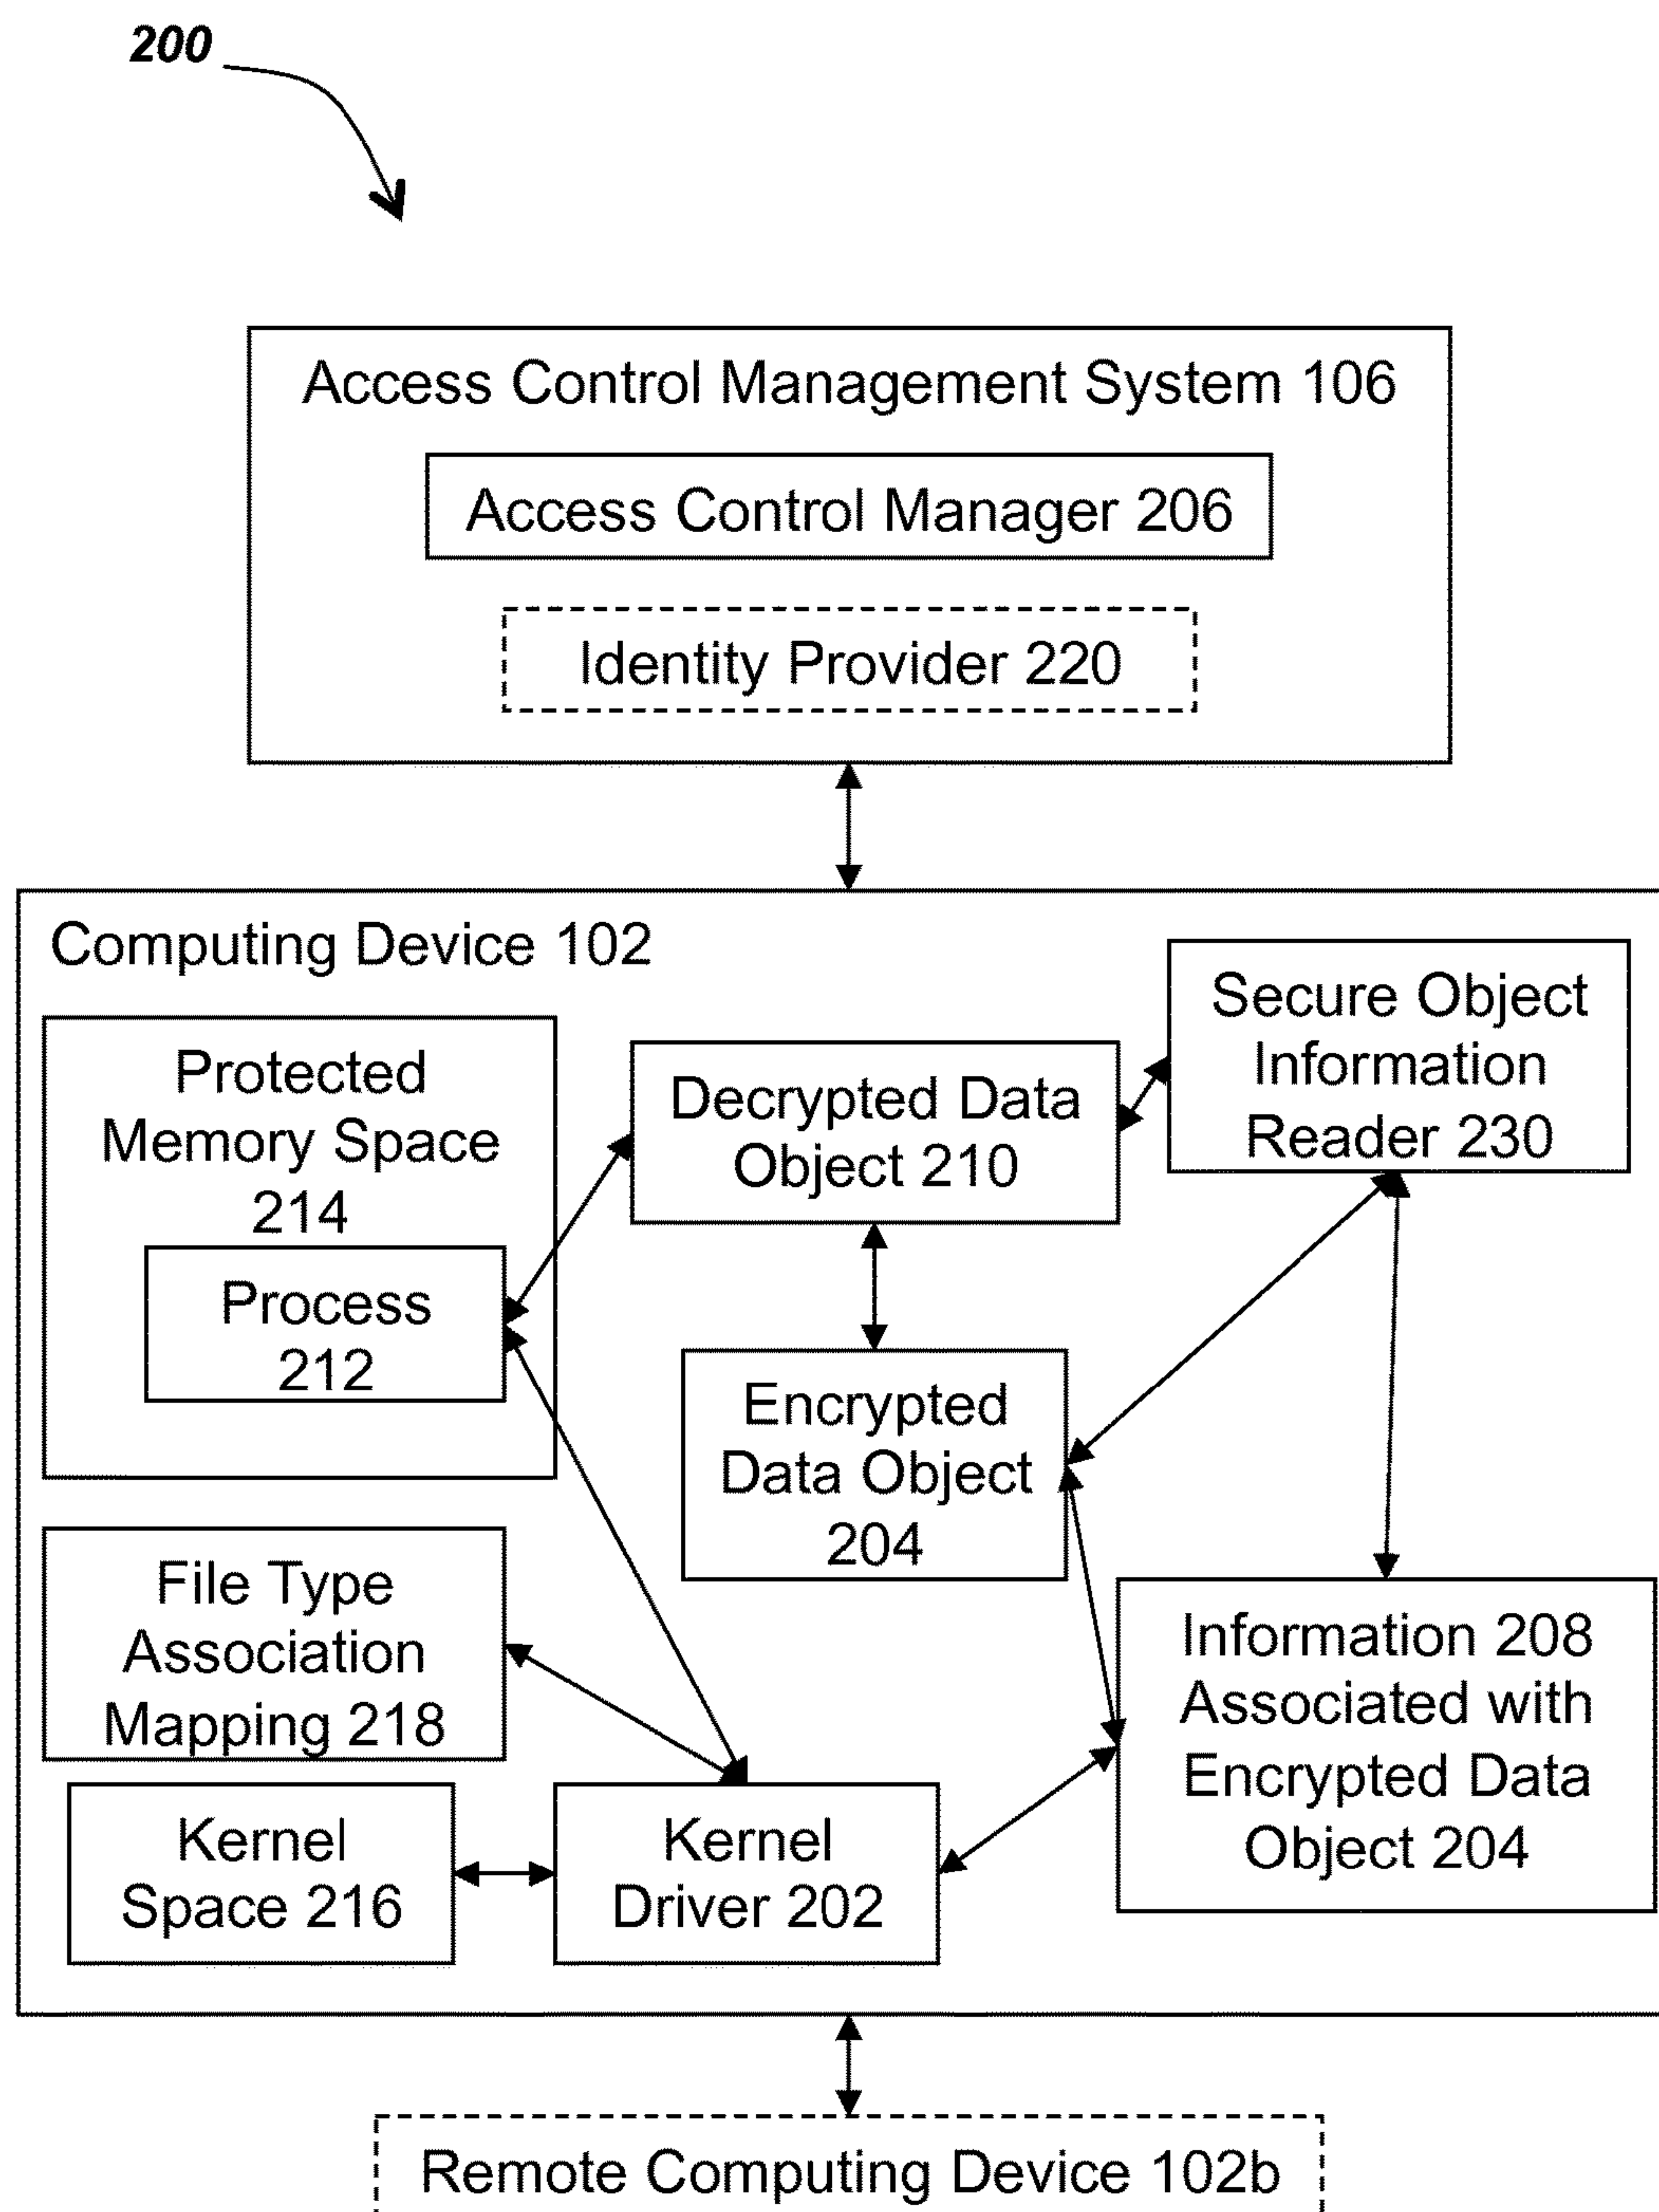 200
Access Control Management System 106
Access Control Manager 206
Identity Provider 220
Computing Device 102
Protected
Memory Space
214
Process
212
Decrypted Data
Object 210
Secure Object
Information
Reader 230
Encrypted
Data Object
204
File Type
Association
Mapping 218
Information 208
Associated with
Encrypted Data
Object 204
Kernel
Space 216
Kernel
Driver 202
Remote Computing Device 102b